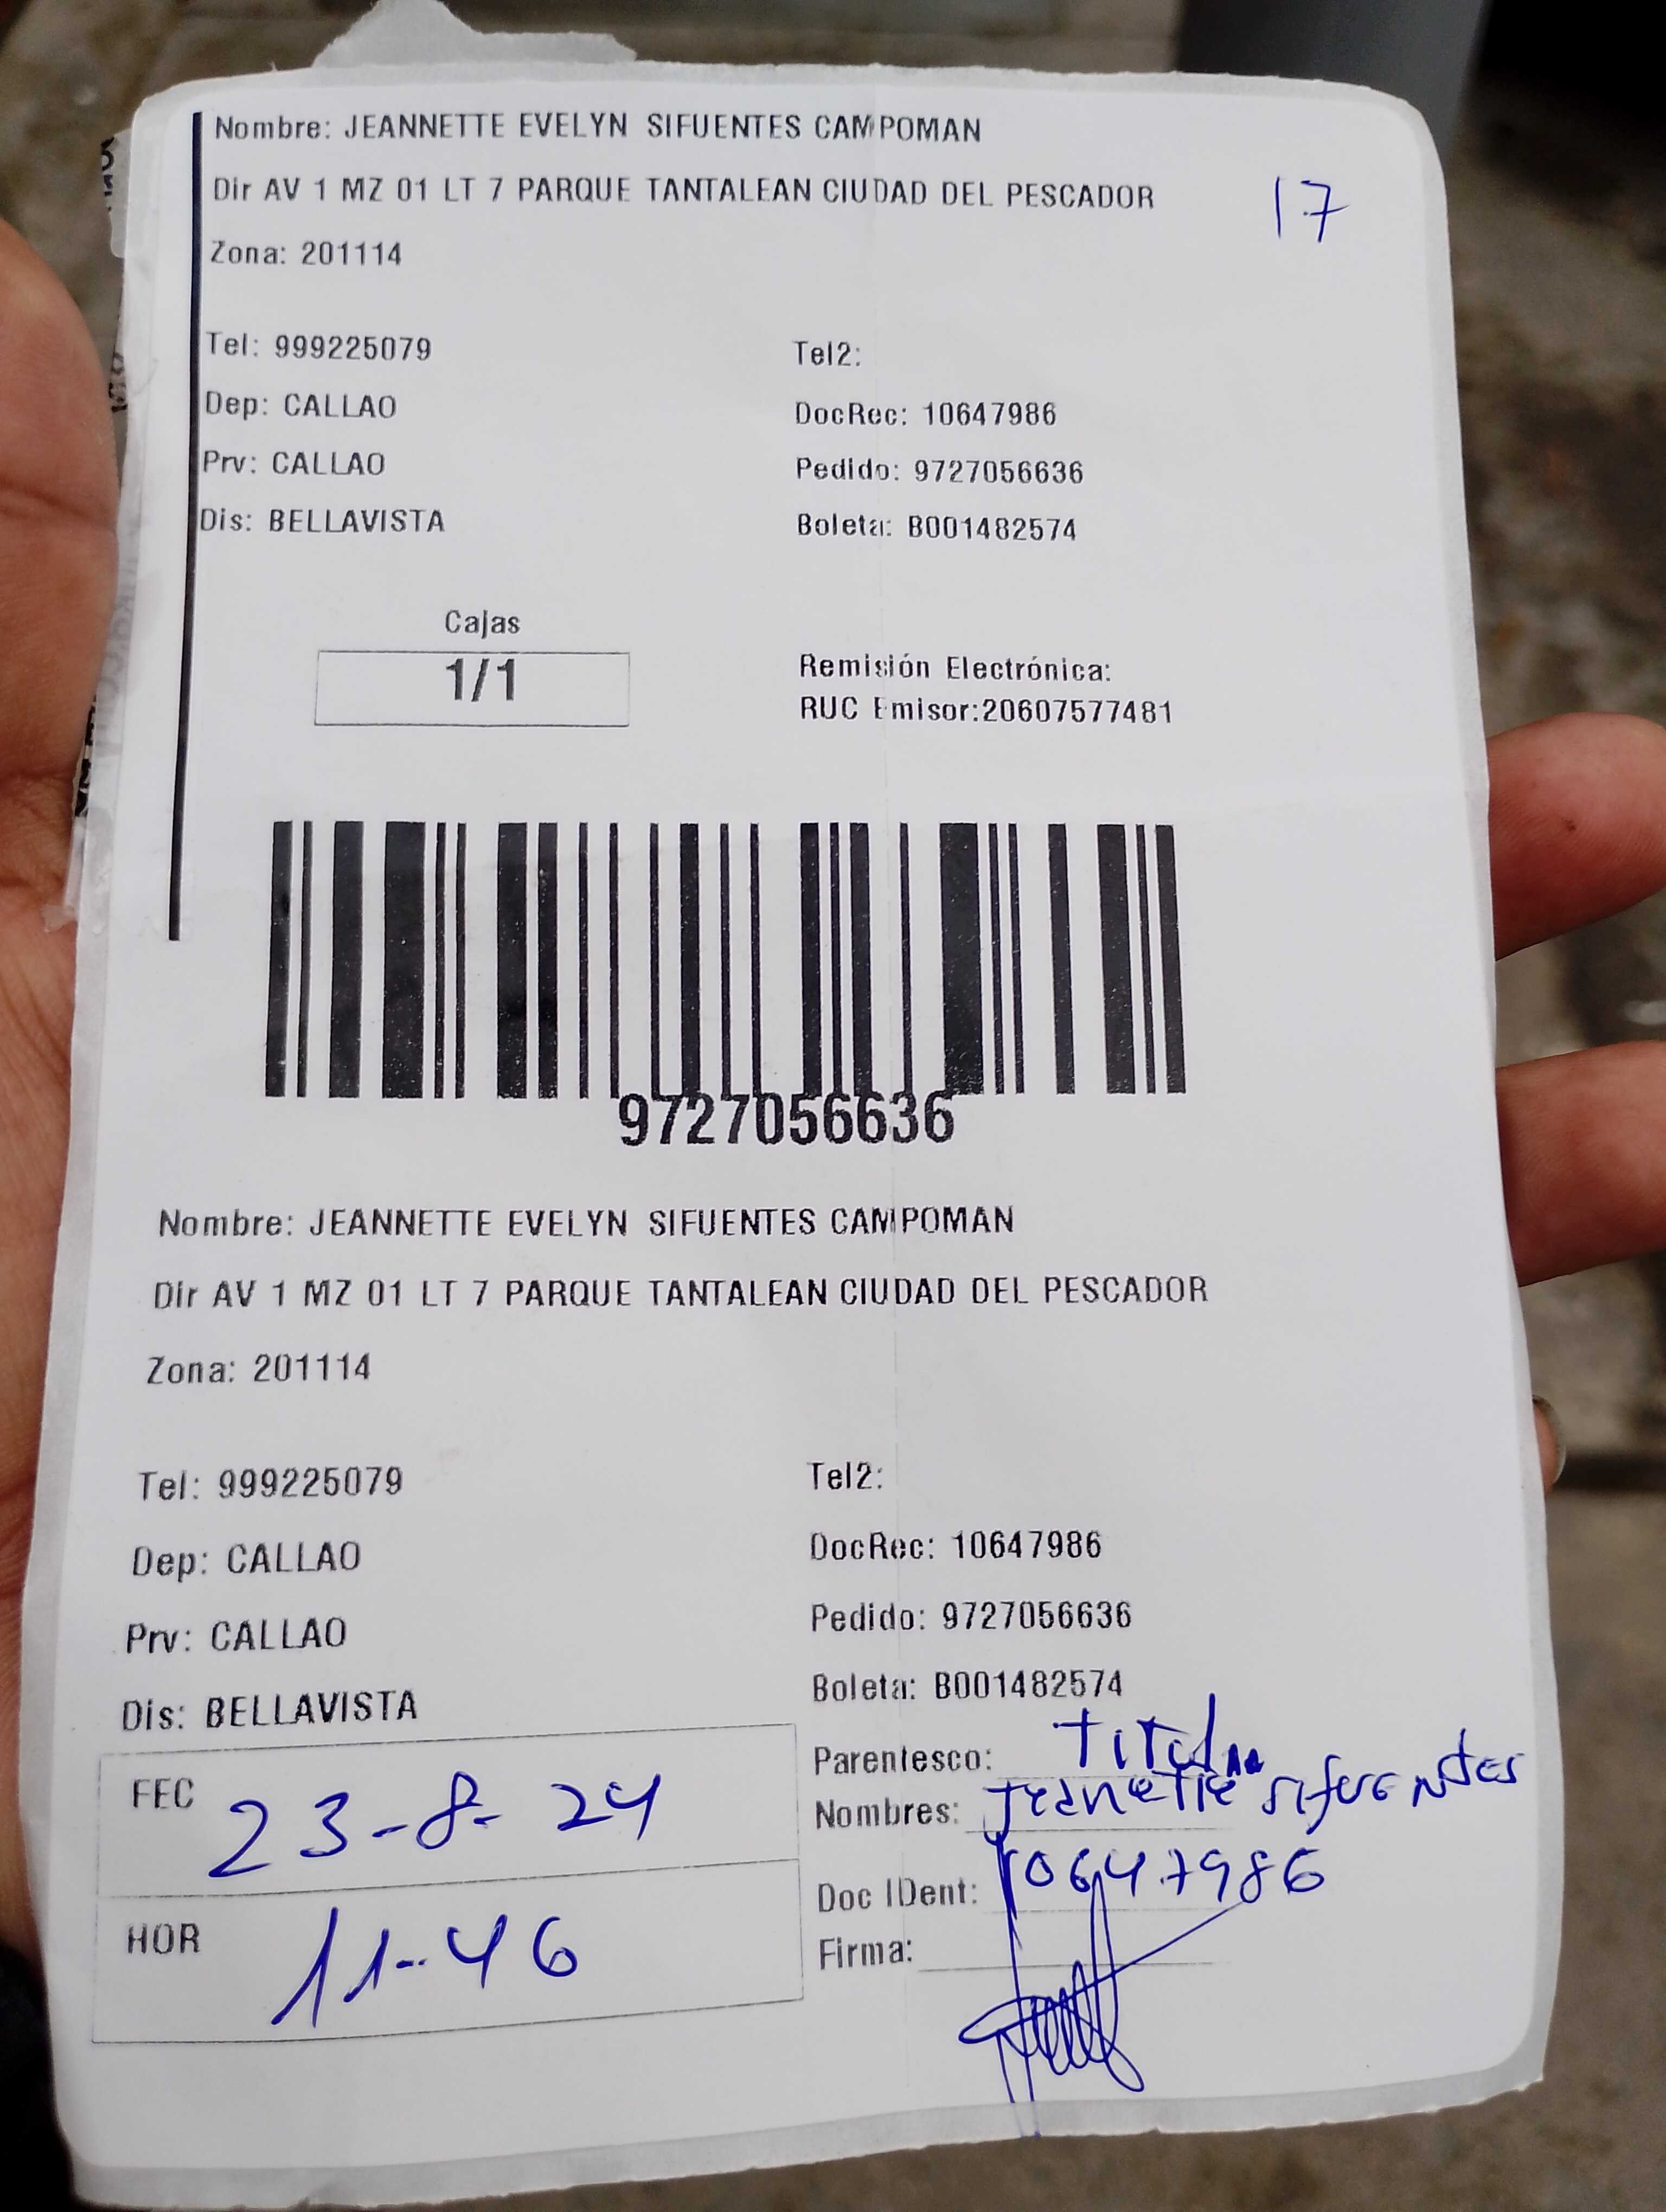 Nombre: JEANNETTE EVELYN SIFUENTES CAMPOMAN
Dir AV 1 MZ 01 LT 7 PARQUE TANTALEAN CIUDAD DEL PESCADOR
17
Zona: 201114
Tel: 999225079
Tel2:
Dep: CALLAO
DocRec: 10647986
Prv: CALLAO
Pedido: 9727056636
Dis: BELLAVISTA
Boleta: B001482574
Cajas
1/1
Remisión Electrónica:
RUC Emisor:20607577481
9727056636
Nombre: JEANNETTE EVELYN SIFUENTES CAMPOMAN
Dir AV 1 MZ 01 LT 7 PARQUE TANTALEAN CIUDAD DEL PESCADOR
Zona: 201114
Tel: 999225079
Tel2:
Dep: CALLAO
DocRec: 10647986
Prv: CALLAO
Pedido: 9727056636
Dis: BELLAVISTA
Boleta: B001482574
FEC 23-8-24
HOR 11-46
Parentesco: Titular
Nombres: Jeanettie Sifuentes
Doc IDent: 10647986
Firma: